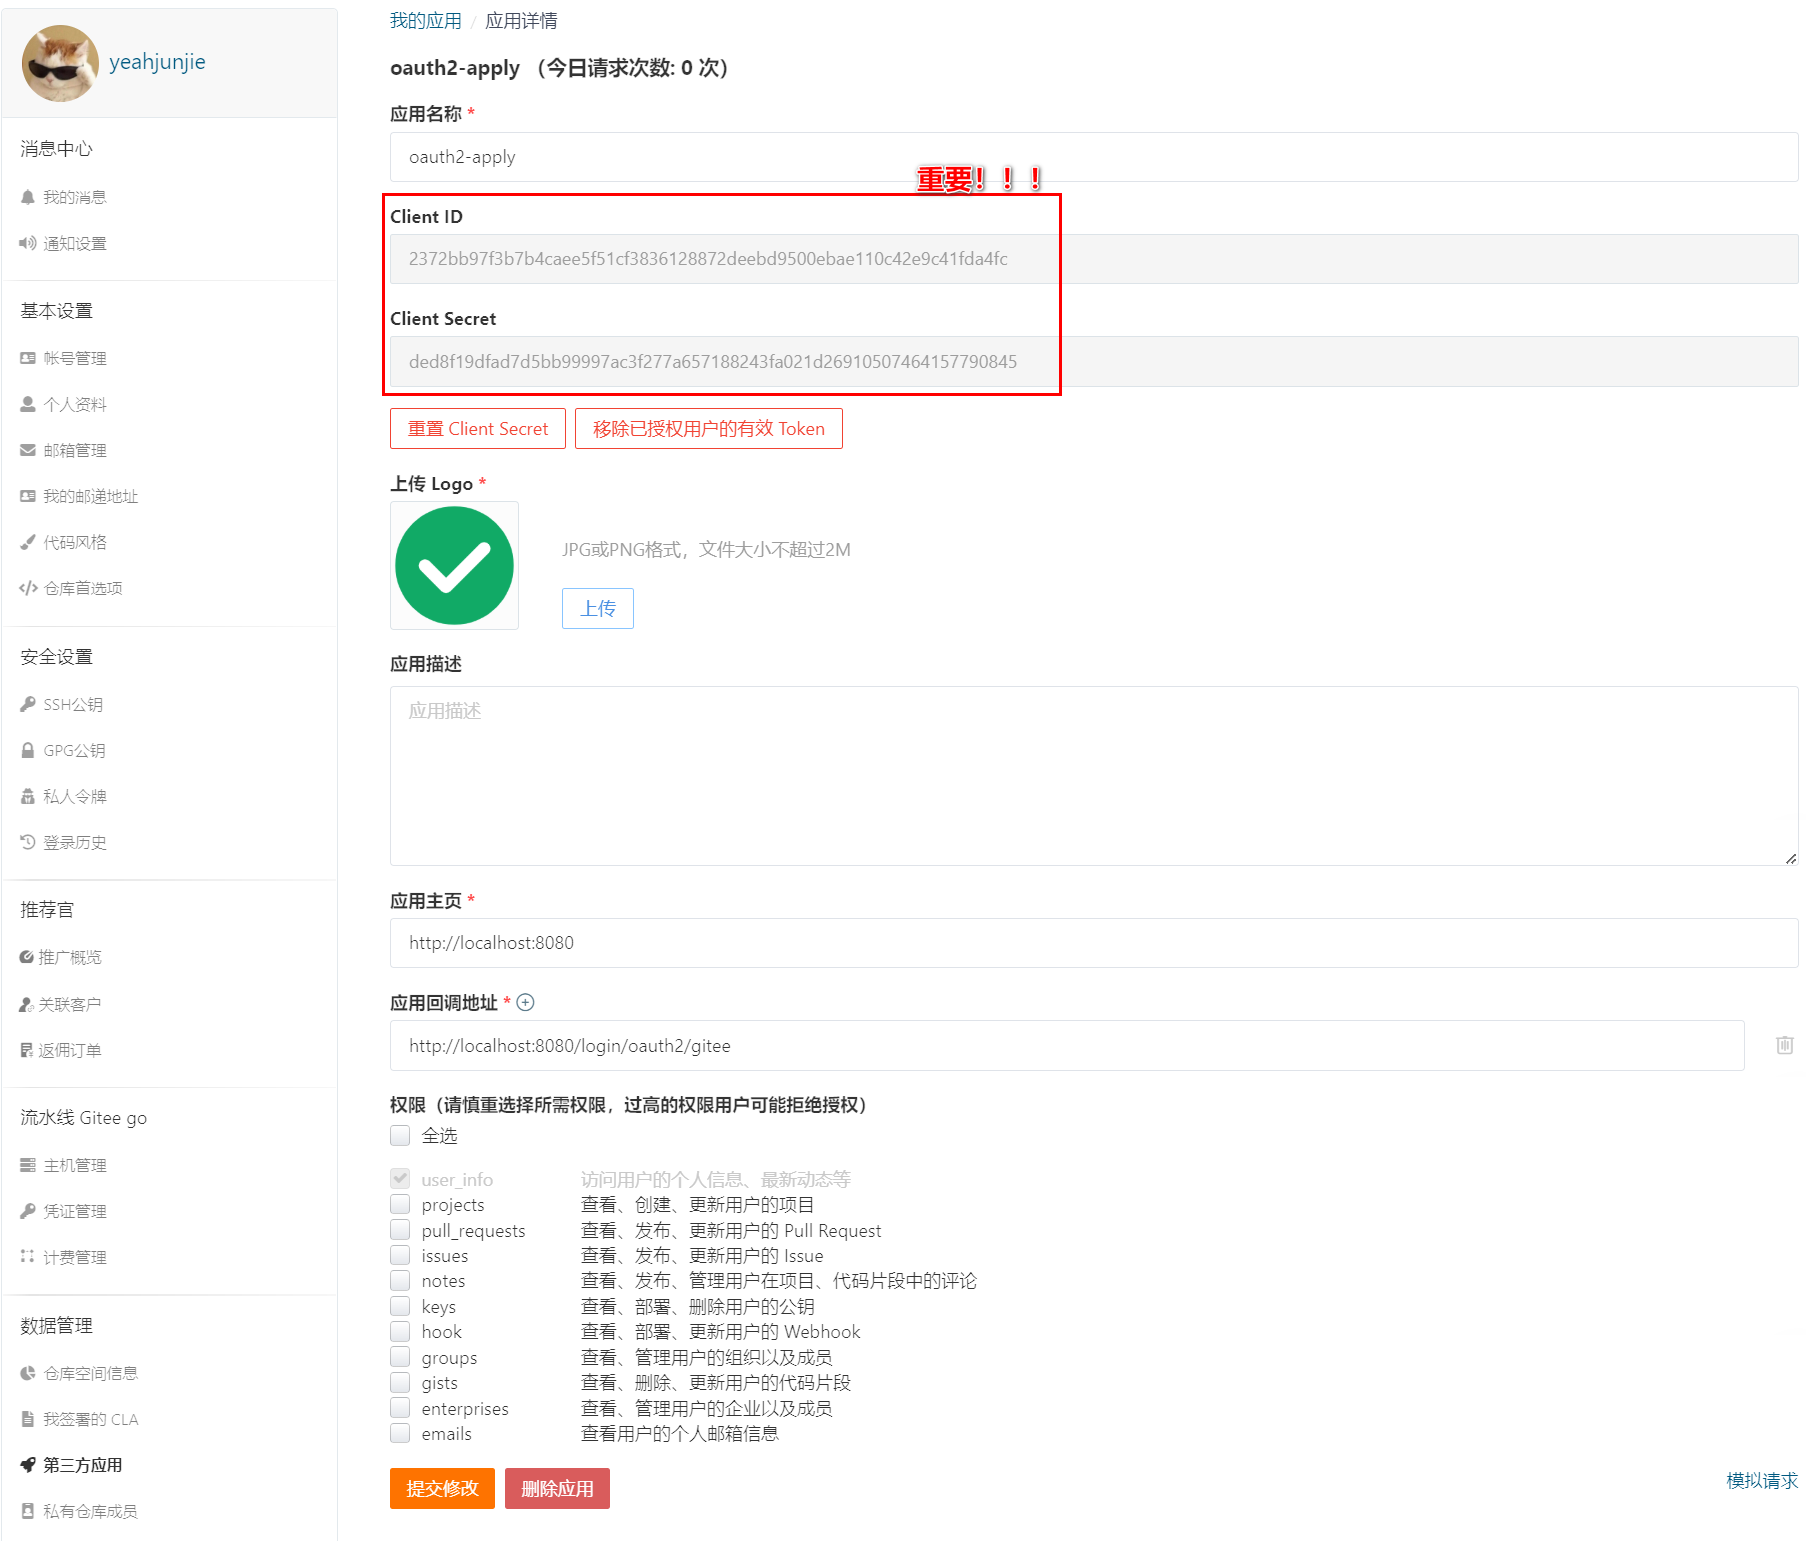 yeahjunjie
消息中心
我的消息
通知设置
基本设置
帐号管理
个人资料
邮箱管理
我的邮递地址
代码风格
仓库首选项
安全设置
SSH公钥
GPG公钥
私人令牌
登录历史
推荐官
推广概览
关联客户
返佣订单
流水线 Gitee go
主机管理
凭证管理
计费管理
数据管理
仓库空间信息
我签署的 CLA
第三方应用
私有仓库成员
我的应用 / 应用详情
oauth2-apply （今日请求次数: 0 次）
应用名称 *
oauth2-apply
重要！！！
Client ID
2372bb97f3b7b4caee5f51cf3836128872deebd9500ebae110c42e9c41fda4fc
Client Secret
ded8f19dfad7d5bb99997ac3f277a657188243fa021d26910507464157790845
重置 Client Secret 移除已授权用户的有效 Token
上传 Logo *
JPG或PNG格式，文件大小不超过2M
上传
应用描述
应用描述
应用主页 *
http://localhost:8080
应用回调地址 *
http://localhost:8080/login/oauth2/gitee
权限（请慎重选择所需权限，过高的权限用户可能拒绝授权）
全选
user_info 访问用户的个人信息、最新动态等
projects 查看、创建、更新用户的项目
pull_requests 查看、发布、更新用户的 Pull Request
issues 查看、发布、更新用户的 Issue
notes 查看、发布、管理用户在项目、代码片段中的评论
keys 查看、部署、删除用户的公钥
hook 查看、部署、更新用户的 Webhook
groups 查看、管理用户的组织以及成员
gists 查看、删除、更新用户的代码片段
enterprises 查看、管理用户的企业以及成员
emails 查看用户的个人邮箱信息
提交修改 删除应用 模拟请求